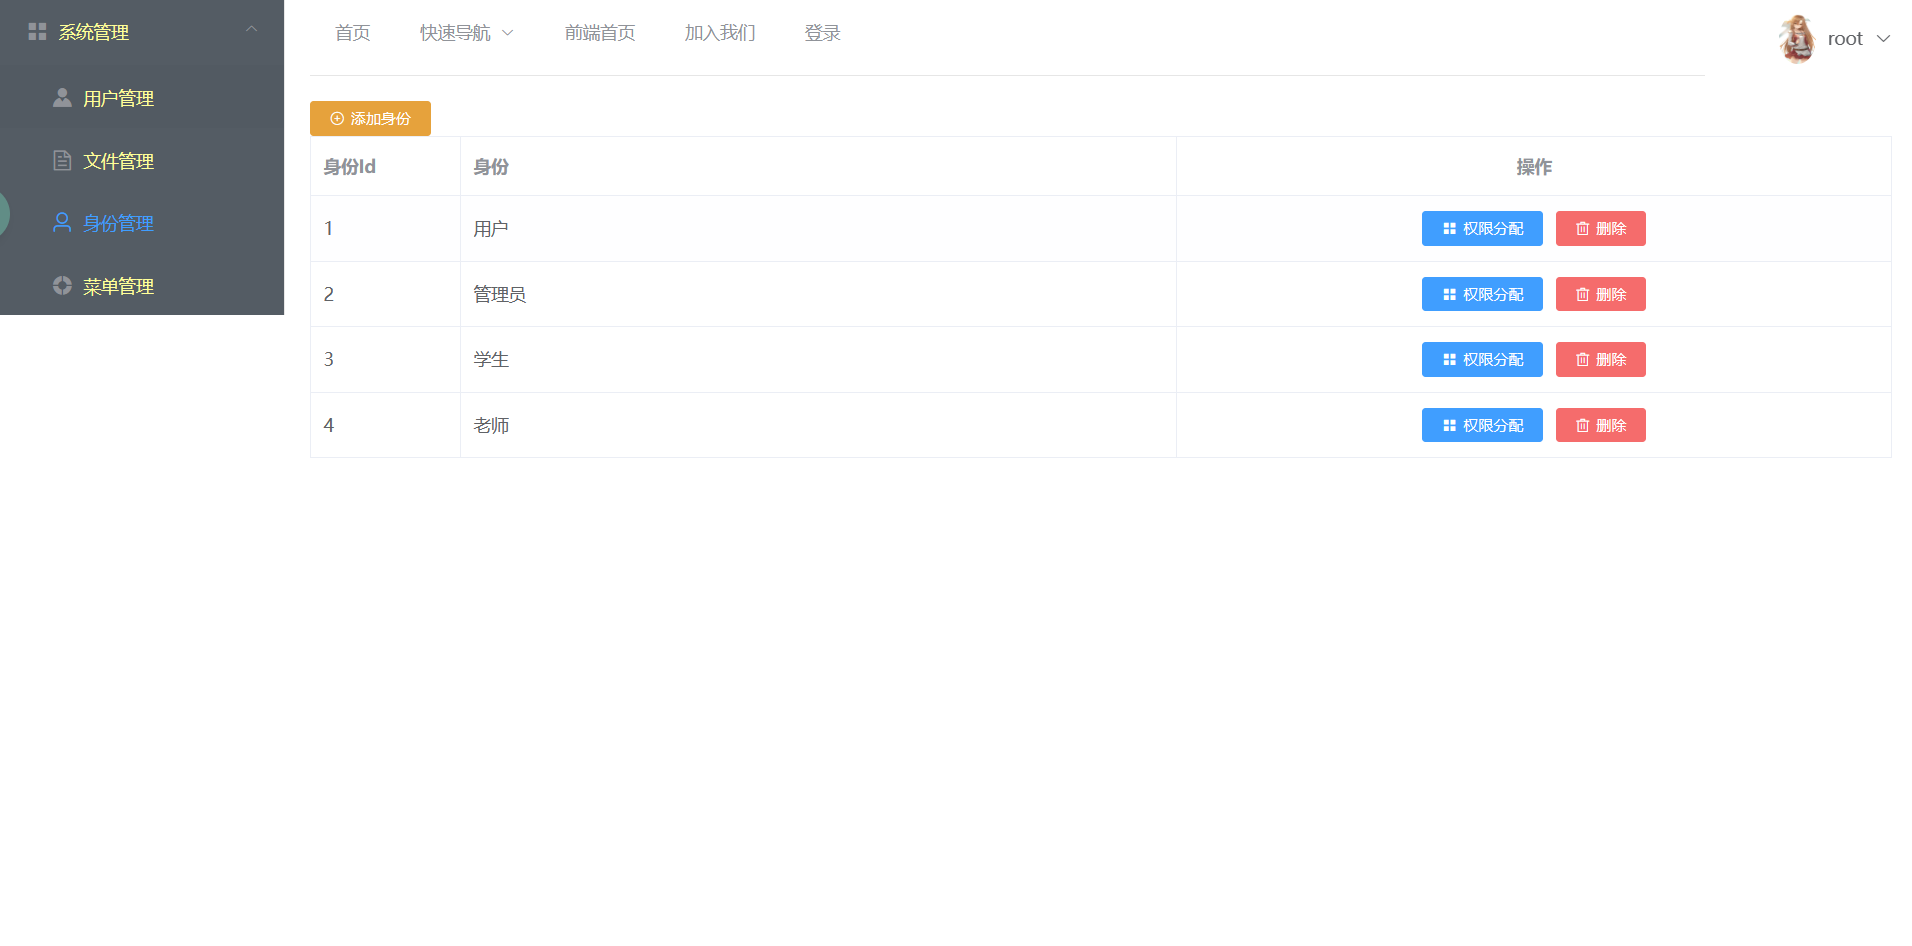 系统管理
用户管理
文件管理
身份管理
菜单管理
首页 快速导航 前端首页 加入我们 登录
root
添加身份
身份Id 身份 操作
1 用户 权限分配 删除
2 管理员 权限分配 删除
3 学生 权限分配 删除
4 老师 权限分配 删除